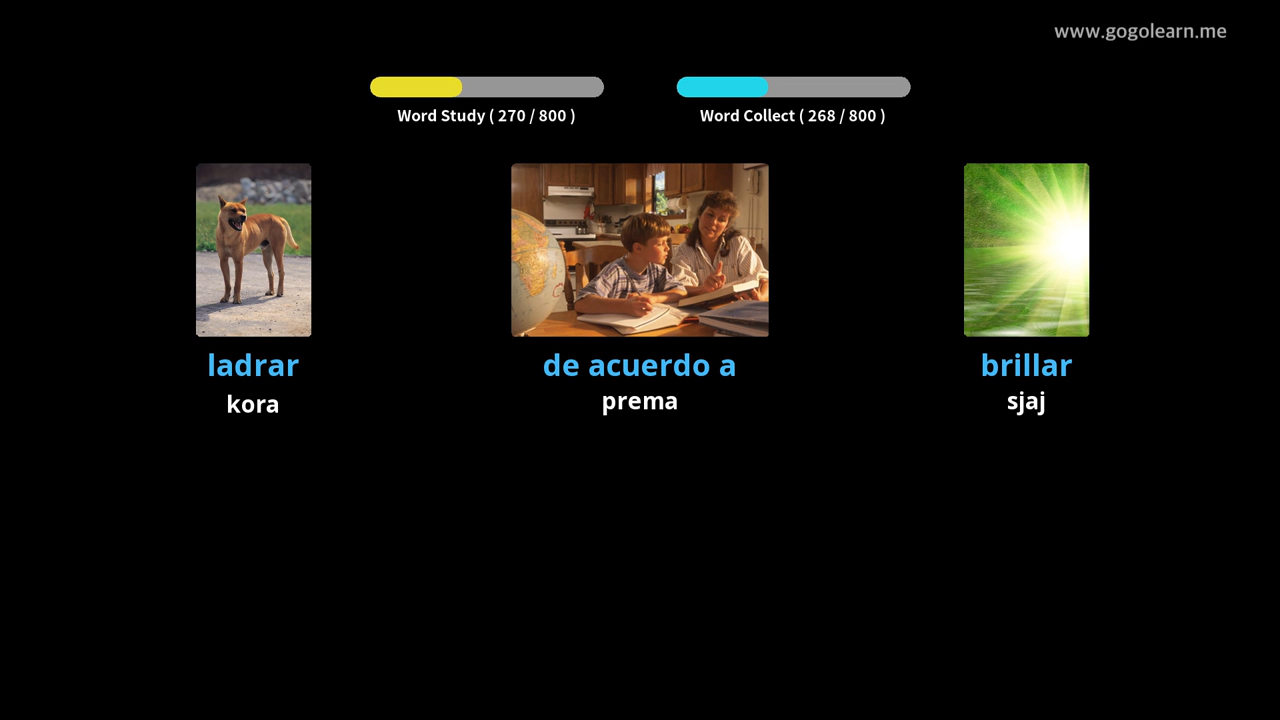 www.gogolearn.me
Word Study ( 270 / 800 )
Word Collect ( 268 / 800 )
ladrar
kora
de acuerdo a
prema
brillar
sjaj